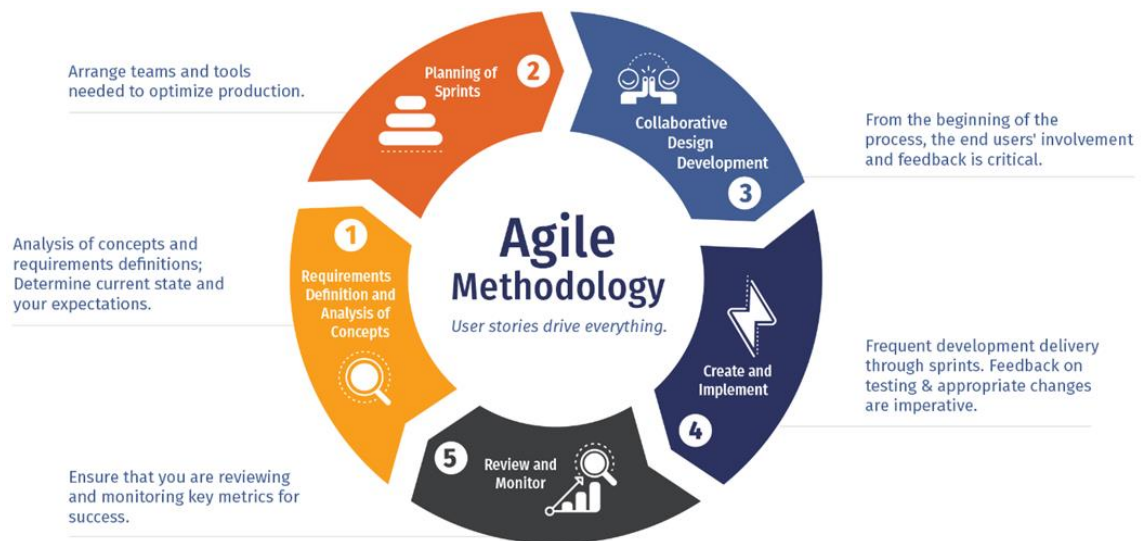 Agile
Methodology
User stories drive everything.
1
Requirements
Definition and
Analysis of
Concepts
Analysis of concepts and
requirements definitions;
Determine current state and
your expectations.
2
Planning of
Sprints
Arrange teams and tools
needed to optimize production.
Collaborative
Design
Development
3
From the beginning of the
process, the end users' involvement
and feedback is critical.
Create and
Implement
4
Frequent development delivery
through sprints. Feedback on
testing & appropriate changes
are imperative.
5
Review and
Monitor
Ensure that you are reviewing
and monitoring key metrics for
success.